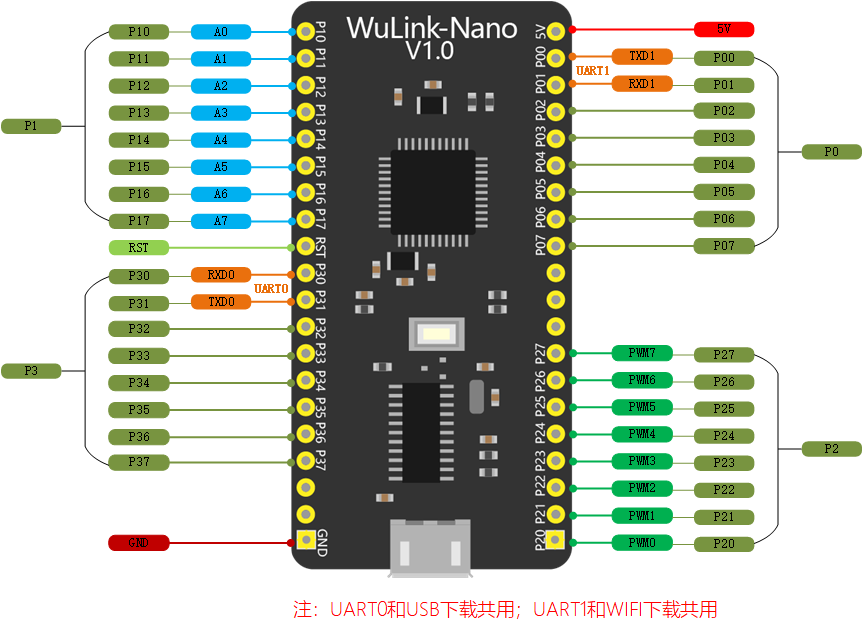 WuLink-Nano
V1.0
P10 A0 P10
P11 A1 P11
P12 A2 P12
P13 A3 P13
P1
P14 A4 P14
P15 A5 P15
P16 A6 P16
P17 A7 P17
RST RST
P30 RXD0 P30
UART0
P31 TXD0 P31
P32 P32
P33 P33
P3
P34 P34
P35 P35
P36 P36
P37 P37
GND GND
5V 5V
P00 TXD1 P00
UART1
P01 RXD1 P01
P02 P02
P03 P03
P0
P04 P04
P05 P05
P06 P06
P07 P07
P27 PWM7 P27
P26 PWM6 P26
P25 PWM5 P25
P24 PWM4 P24
P2
P23 PWM3 P23
P22 PWM2 P22
P21 PWM1 P21
P20 PWM0 P20
注：UART0和USB下载共用；UART1和WIFI下载共用